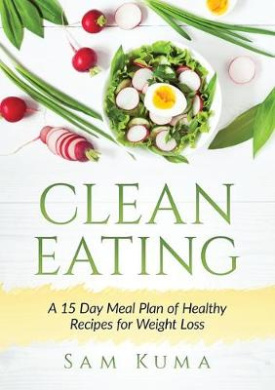 CLEAN
EATING
A 15 Day Meal Plan of Healthy
Recipes for Weight Loss
SAM KUMA